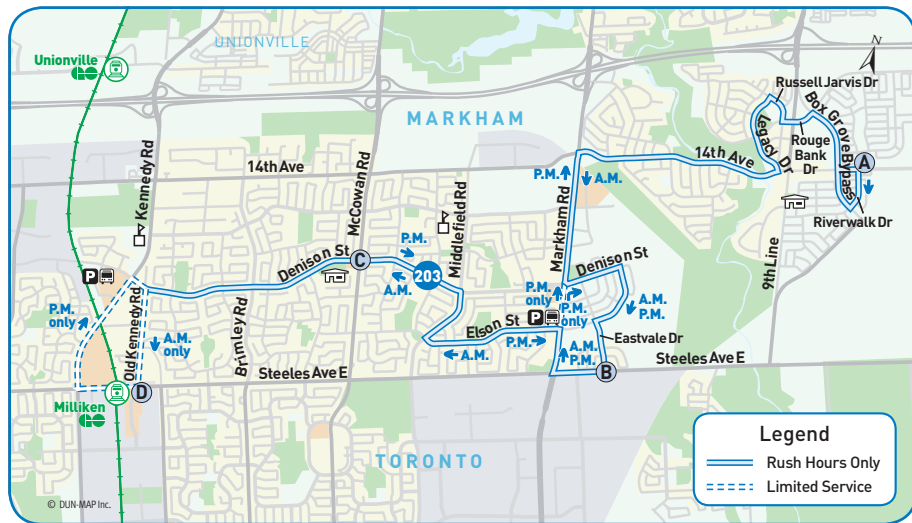 Unionville
UNIONVILLE
N
Russell Jarvis Dr
Box Grove Bypass
MARKHAM
Legacy Dr
Rouge
Bank
Dr
A
Kennedy Rd
14th Ave
McCowan Rd
14th Ave
P.M.
A.M.
Riverwalk Dr
Middlefield Rd
Markham Rd
9th Line
Denison St
C
P.M.
203
A.M.
Denison St
P
P.M.
only
Old Kennedy Rd
A.M.
only
Brimley Rd
P.M.
only
P.M.
only
A.M.
P.M.
P
Elson St
P.M.
A.M.
A.M.
P.M.
Eastvale Dr
Steeles Ave E
Steeles Ave E
B
D
Milliken
TORONTO
Legend
Rush Hours Only
Limited Service
© DUN-MAP Inc.